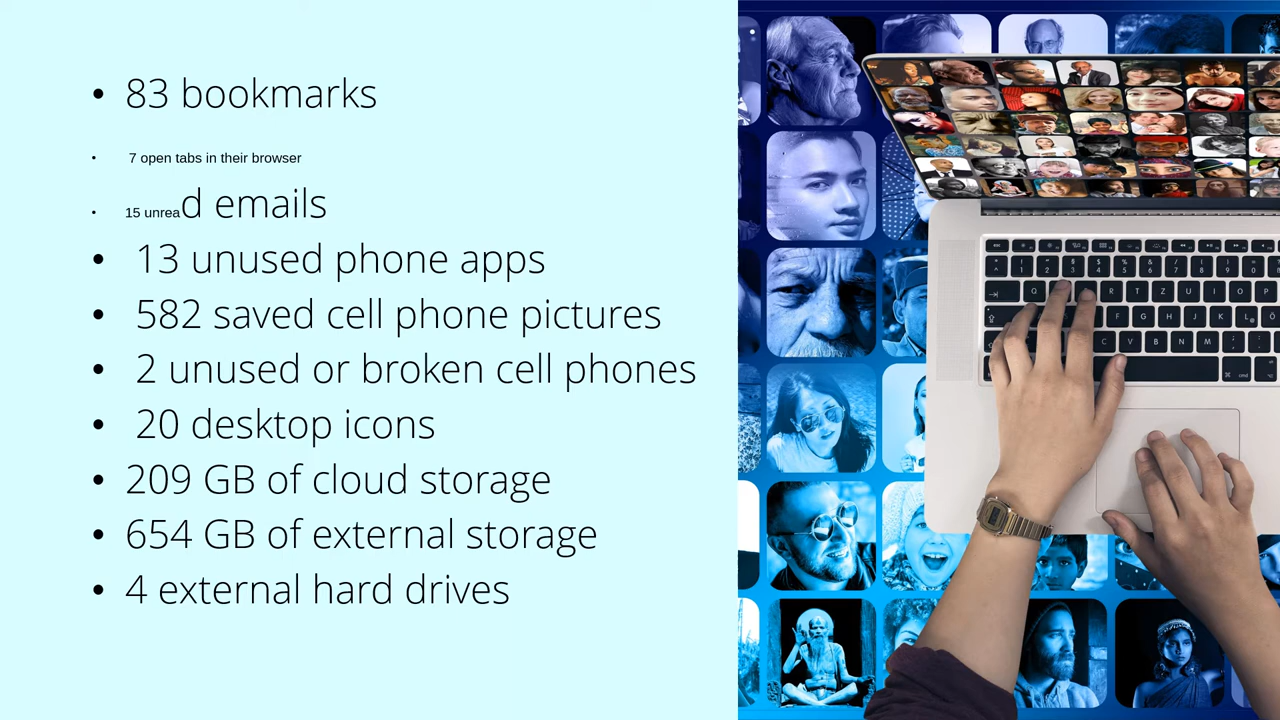 • 83 bookmarks
• 7 open tabs in their browser
• 15 unread emails
• 13 unused phone apps
• 582 saved cell phone pictures
• 2 unused or broken cell phones
• 20 desktop icons
• 209 GB of cloud storage
• 654 GB of external storage
• 4 external hard drives